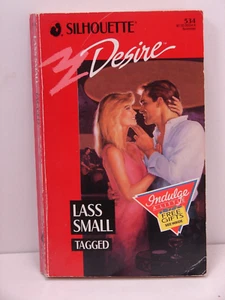 SILHOUETTE
Desire
534
LASS
SMALL
TAGGED
Indulge
FREE
GIFTS